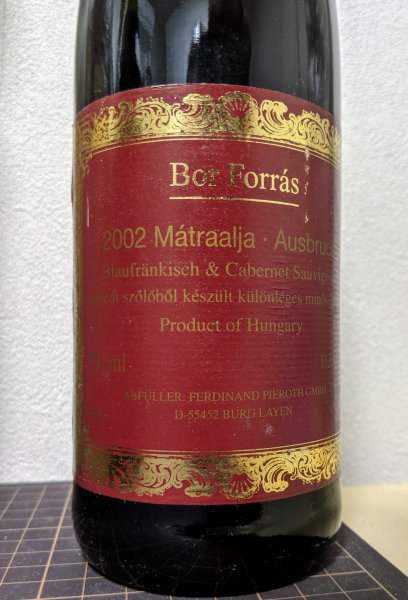 Bor Forrás
2002 Mátraalja · Ausbruch
Blaufränkisch & Cabernet Sauvignon
szőlőből készült különleges
Product of Hungary
ml
ABFÜLLER: FERDINAND PIEROTH GMBH
D-55452 BURG LAYEN